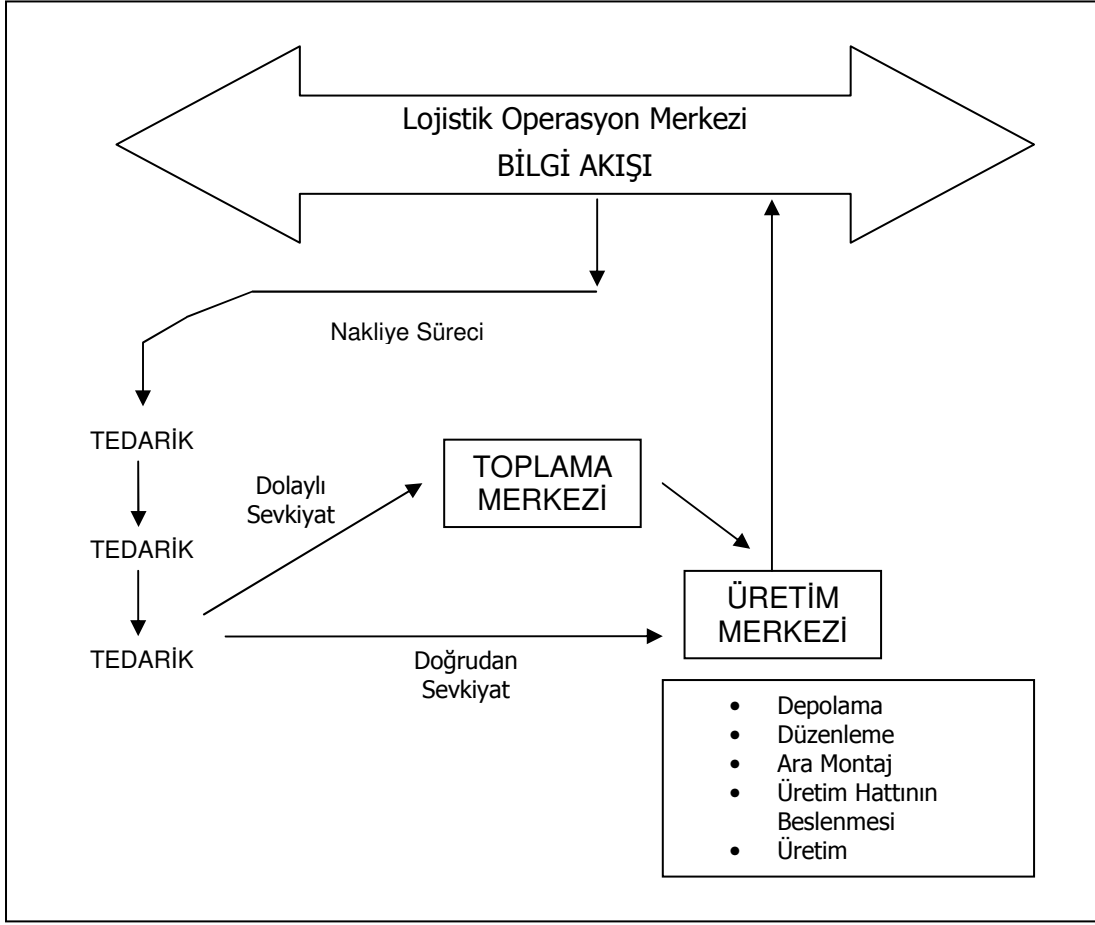 Lojistik Operasyon Merkezi
BİLGİ AKIŞI
Nakliye Süreci
TEDARİK
Dolaylı
Sevkiyat
TOPLAMA
MERKEZİ
TEDARİK
ÜRETİM
MERKEZİ
TEDARİK
Doğrudan
Sevkiyat
• Depolama
• Düzenleme
• Ara Montaj
• Üretim Hattının
Beslenmesi
• Üretim